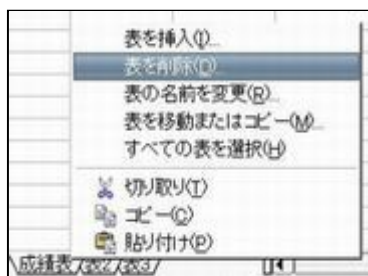 表を挿入(I)...
表を削除(D)...
表の名前を変更(R)...
表を移動またはコピー(M)...
すべての表を選択(H)
切り取り(T)
コピー(C)
貼り付け(P)
成績表/表2/表3/